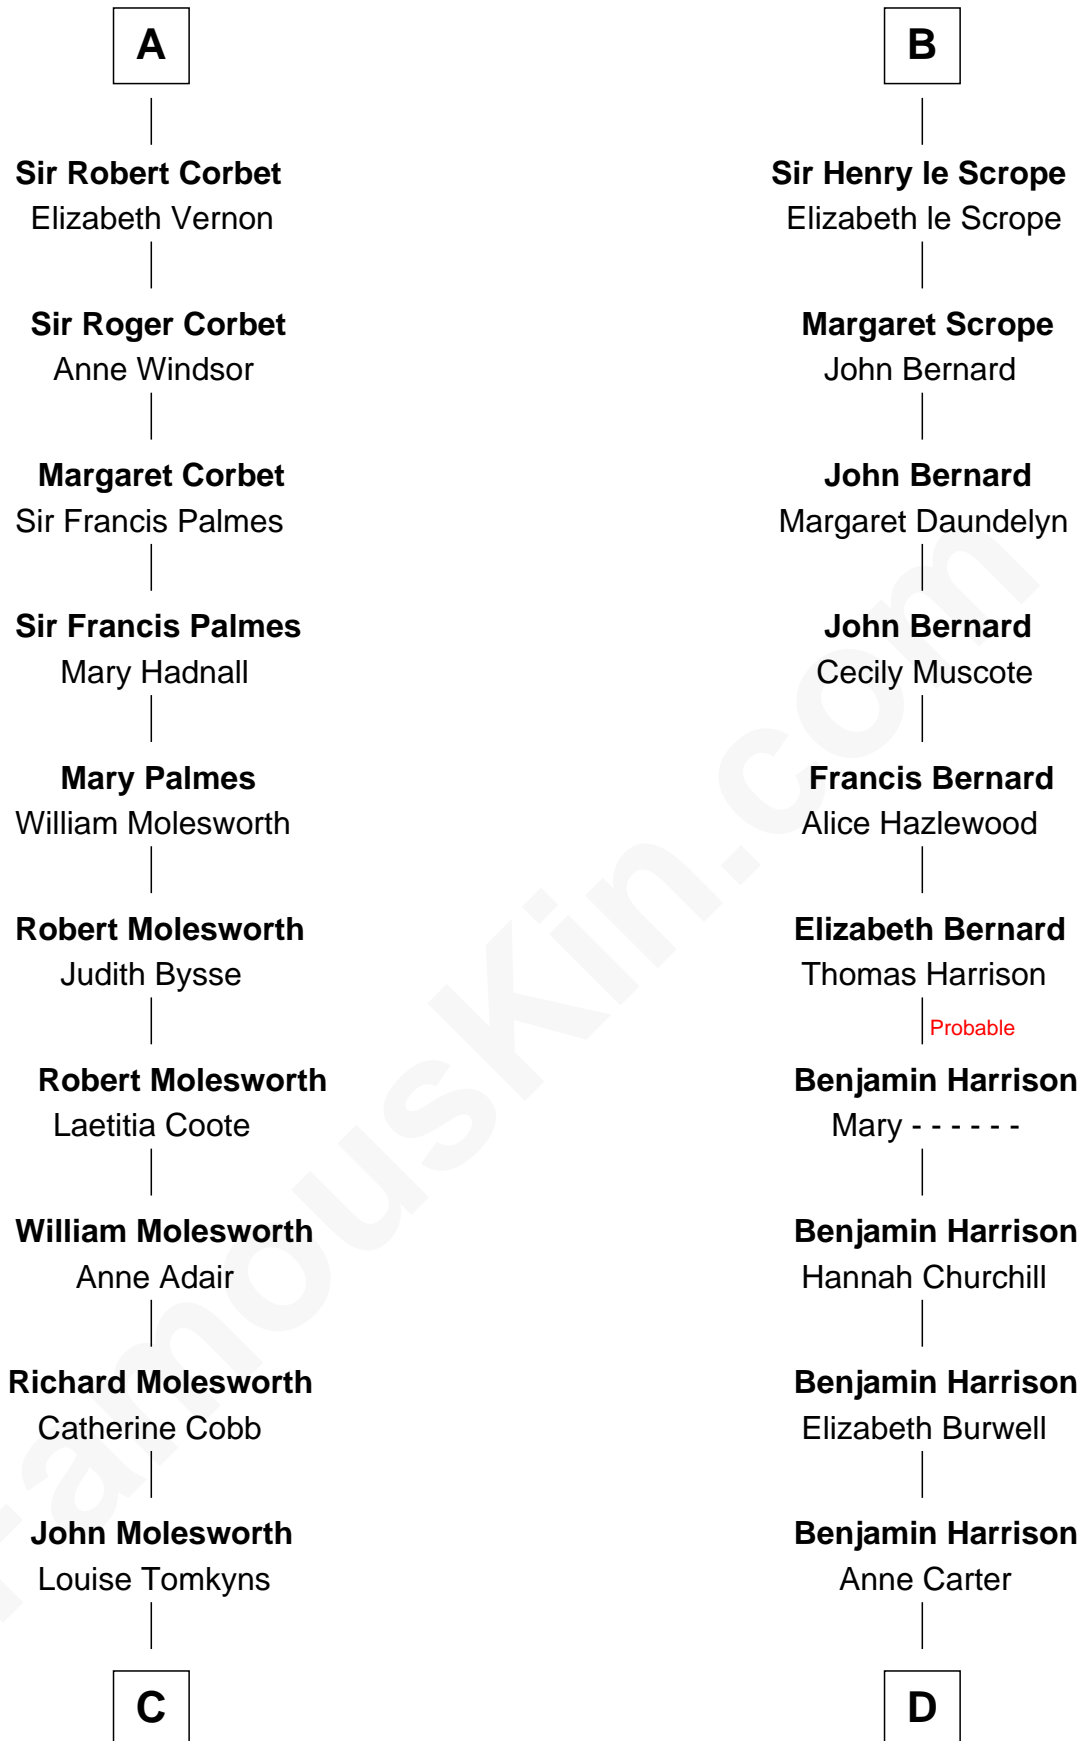 A
Sir Robert Corbet
Elizabeth Vernon
Sir Roger Corbet
Anne Windsor
Margaret Corbet
Sir Francis Palmes
Sir Francis Palmes
Mary Hadnall
Mary Palmes
William Molesworth
Robert Molesworth
Judith Bysse
Robert Molesworth
Laetitia Coote
William Molesworth
Anne Adair
Richard Molesworth
Catherine Cobb
John Molesworth
Louise Tomkyns
C
B
Sir Henry le Scrope
Elizabeth le Scrope
Margaret Scrope
John Bernard
John Bernard
Margaret Daundelyn
John Bernard
Cecily Muscote
Francis Bernard
Alice Hazlewood
Elizabeth Bernard
Thomas Harrison
Probable
Benjamin Harrison
Mary - - - - - -
Benjamin Harrison
Hannah Churchill
Benjamin Harrison
Elizabeth Burwell
Benjamin Harrison
Anne Carter
D
FamousKin.com